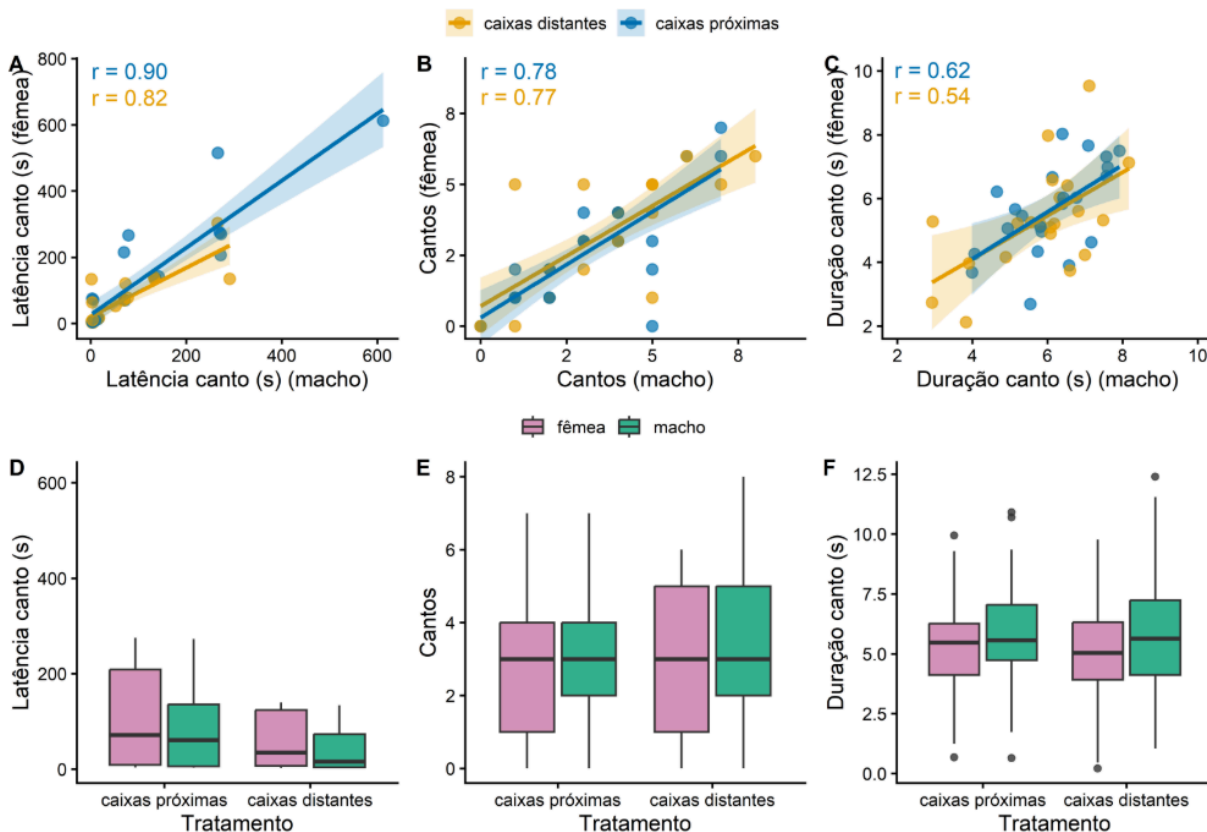 caixas distantes caixas próximas
A
r = 0.90
r = 0.82
Latência canto (s) (fêmea)
800
600
400
200
0
0 200 400 600
Latência canto (s) (macho)
B
r = 0.78
r = 0.77
Cantos (fêmea)
8
5
2
0
0 2 5 8
Cantos (macho)
C
r = 0.62
r = 0.54
Duração canto (s) (fêmea)
10
8
6
4
2
2 4 6 8 10
Duração canto (s) (macho)
fêmea macho
D
Latência canto (s)
600
400
200
0
caixas próximas caixas distantes
Tratamento
E
Cantos
8
6
4
2
0
caixas próximas caixas distantes
Tratamento
F
Duração canto (s)
12.5
10.0
7.5
5.0
2.5
0.0
caixas próximas caixas distantes
Tratamento